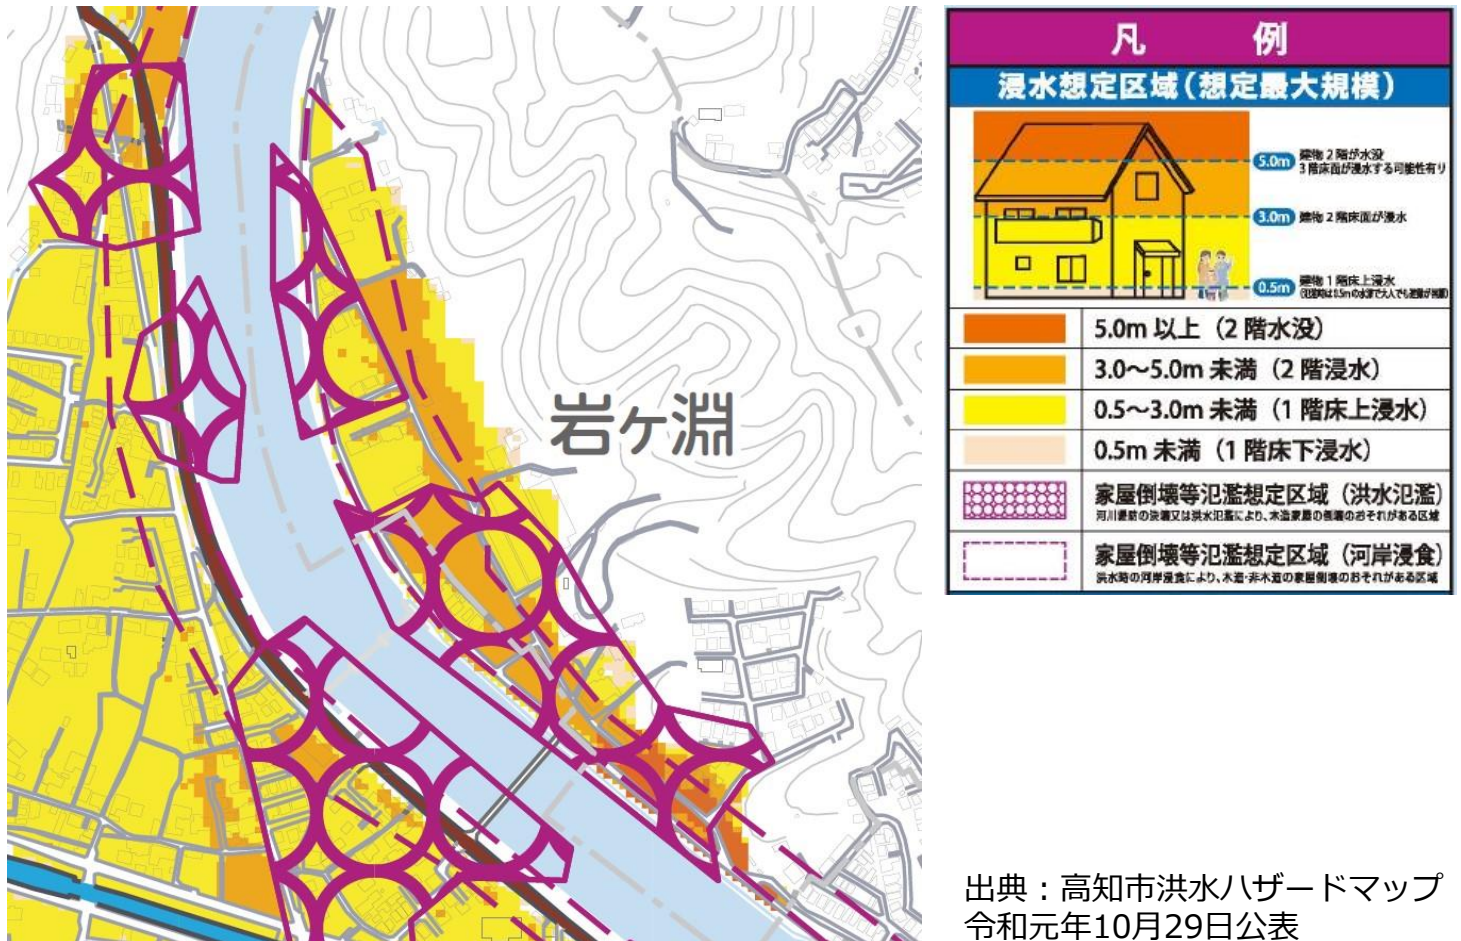 岩ヶ淵
凡　例
浸水想定区域（想定最大規模）
5.0m 建物２階が水没
３階床面が浸水する可能性有り
3.0m 建物２階床面が浸水
0.5m 建物１階床上浸水
5.0m 以上（２階水没）
3.0～5.0m 未満（２階浸水）
0.5～3.0m 未満（１階床上浸水）
0.5m 未満（１階床下浸水）
家屋倒壊等氾濫想定区域（洪水氾濫）
河川堤防の決壊又は洪水氾濫により、木造家屋の倒壊のおそれがある区域
家屋倒壊等氾濫想定区域（河岸浸食）
洪水時の河岸浸食により、木造・非木造の家屋倒壊のおそれがある区域
出典：高知市洪水ハザードマップ
令和元年10月29日公表